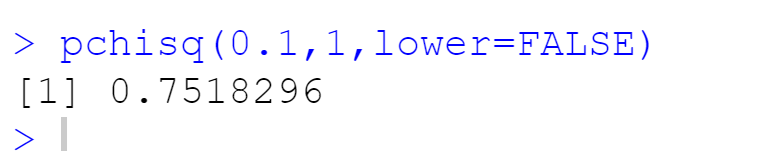 > pchisq(0.1,1,lower=FALSE)
[1] 0.7518296
>